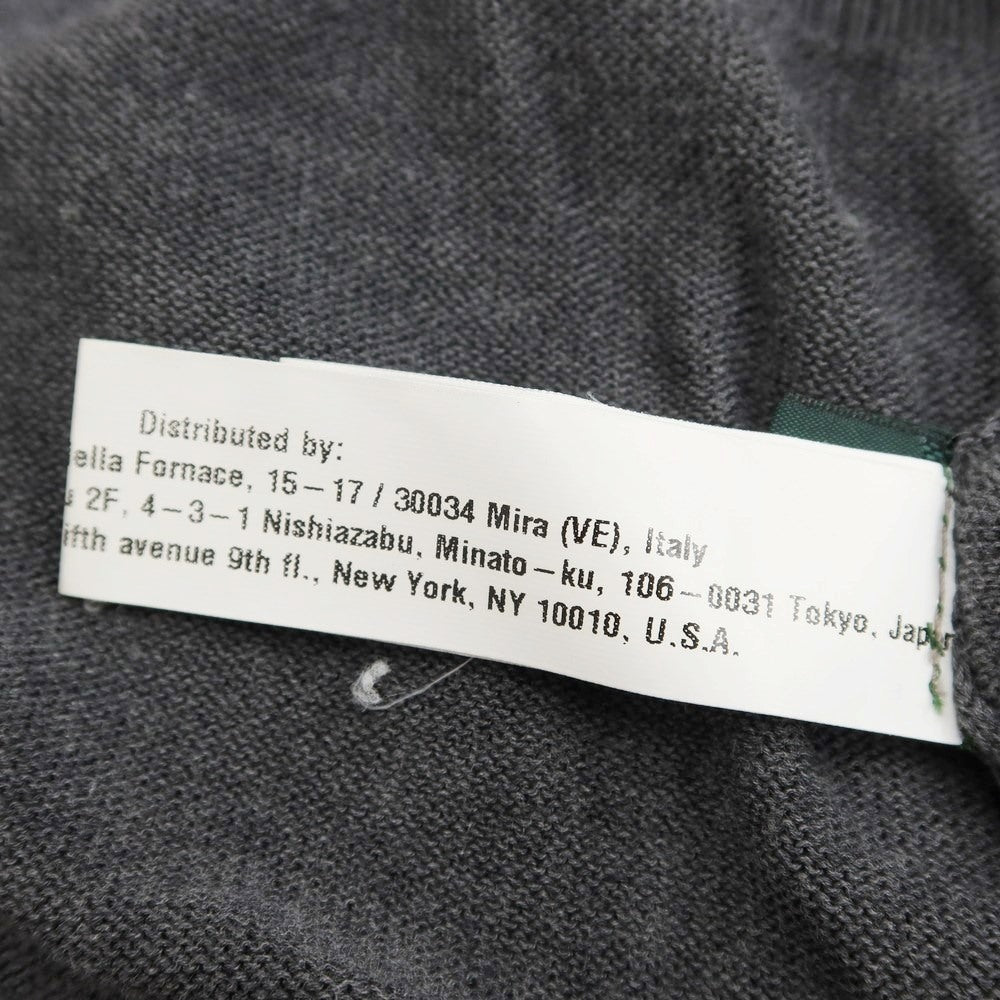 Distributed by:
ella Fornace, 15-17 / 30034 Mira (VE), Italy
2F, 4-3-1 Nishiazabu, Minato-ku, 106-0031 Tokyo, Japan
ifth avenue 9th fl., New York, NY 10010, U.S.A.